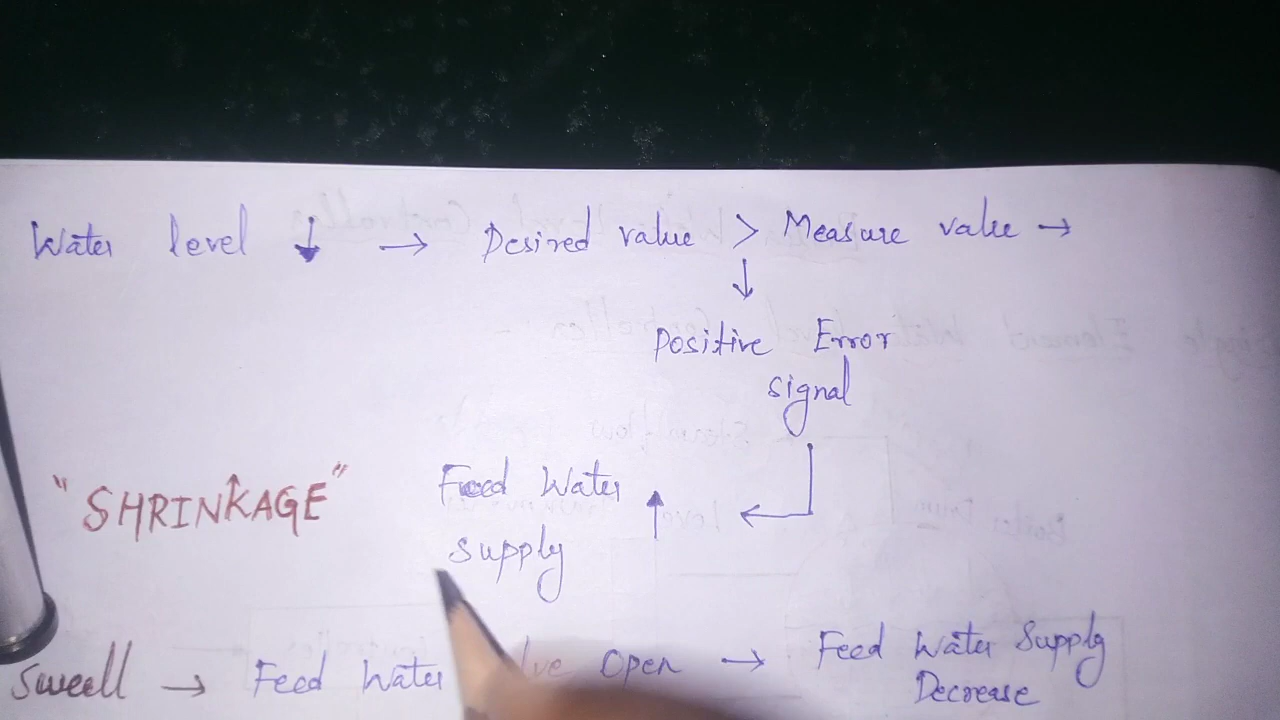 Water level ↓ → Desired value > Measure value →
↓
Positive Error
signal
"SHRINKAGE"
Feed Water ↑ ←
supply
Sweall → Feed Water open → Feed Water Supply
Decrease